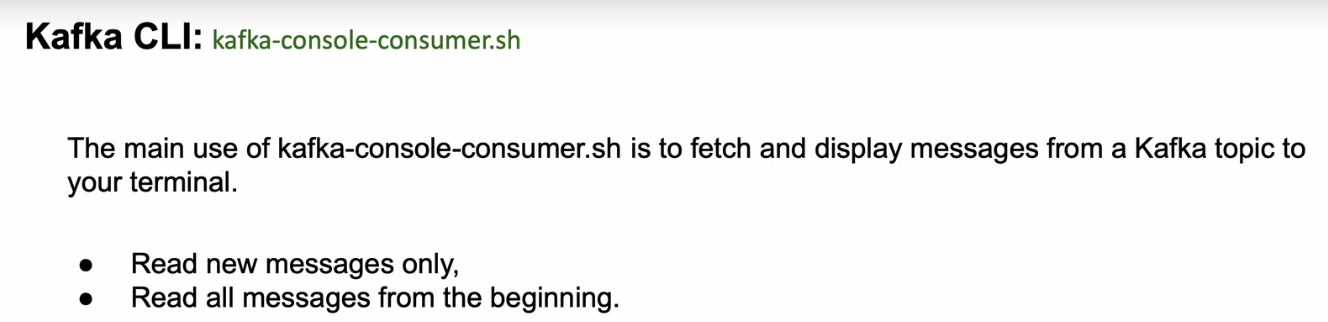 Kafka CLI: kafka-console-consumer.sh
The main use of kafka-console-consumer.sh is to fetch and display messages from a Kafka topic to
your terminal.
● Read new messages only,
● Read all messages from the beginning.